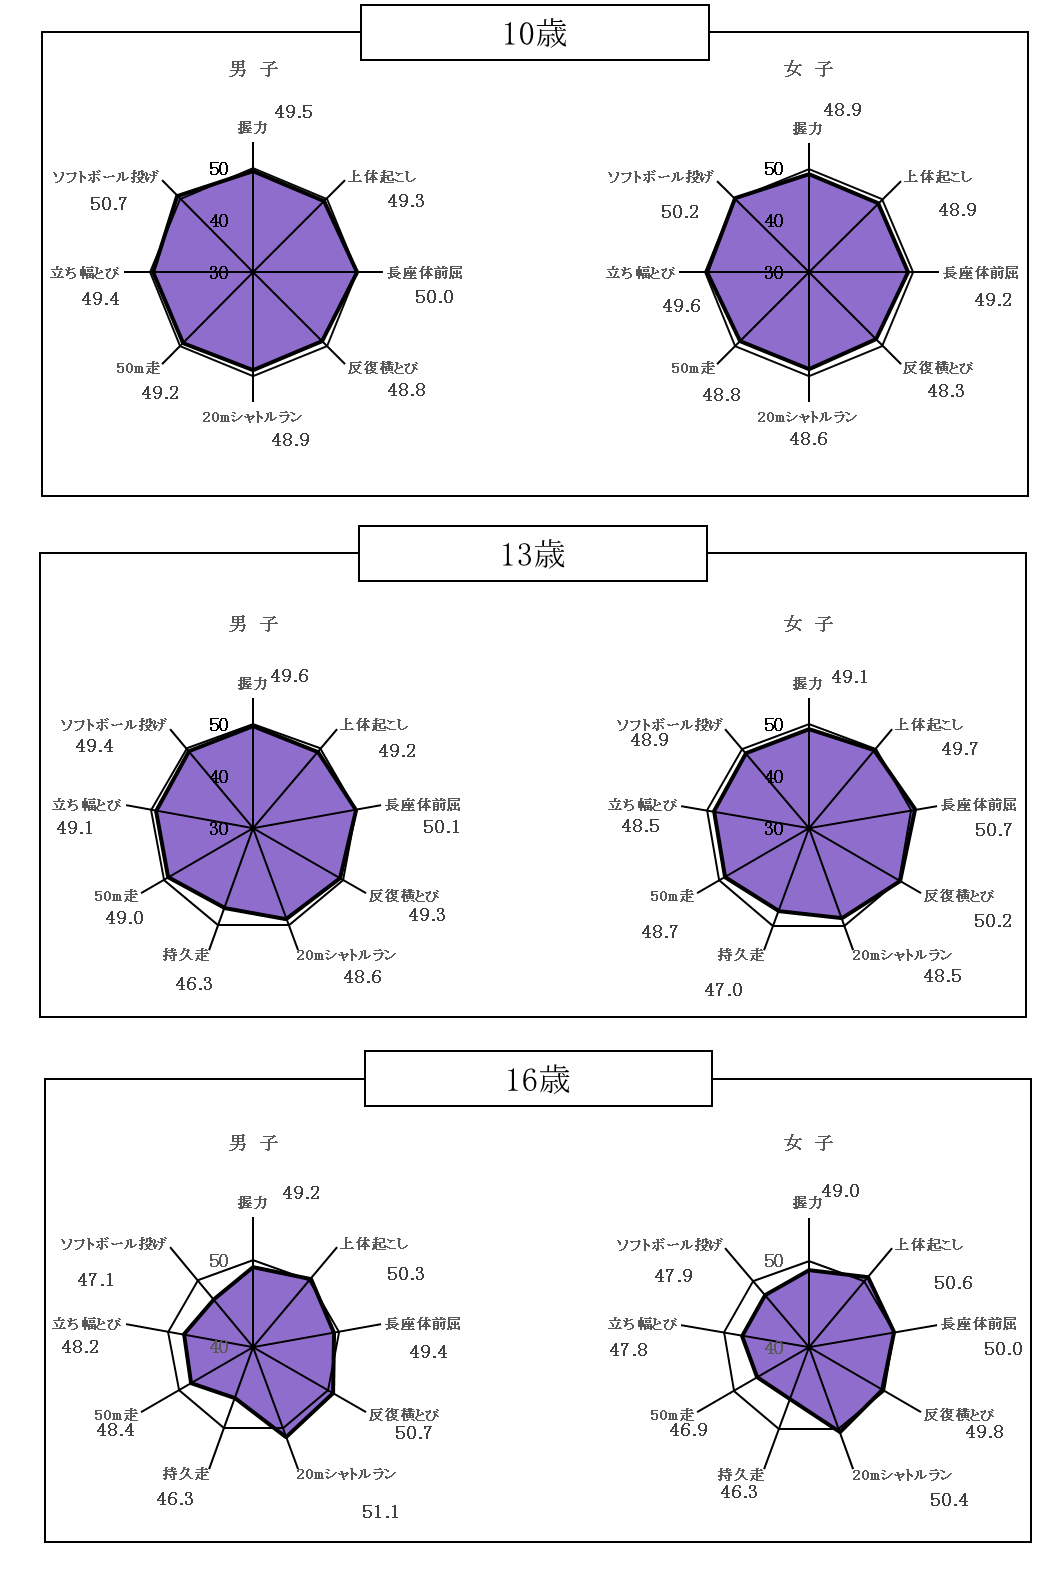 10歳
男 子
女 子
握力
49.5
上体起こし
49.3
長座体前屈
50.0
反復横とび
48.8
20mシャトルラン
48.9
50m走
49.2
立ち幅とび
49.4
ソフトボール投げ
50.7
50
40
30
握力
48.9
上体起こし
48.9
長座体前屈
49.2
反復横とび
48.3
20mシャトルラン
48.6
50m走
48.8
立ち幅とび
49.6
ソフトボール投げ
50.2
50
40
30
13歳
男 子
女 子
握力
49.6
上体起こし
49.2
長座体前屈
50.1
反復横とび
49.3
20mシャトルラン
48.6
持久走
46.3
50m走
49.0
立ち幅とび
49.1
ソフトボール投げ
49.4
50
40
30
握力
49.1
上体起こし
49.7
長座体前屈
50.7
反復横とび
50.2
20mシャトルラン
48.5
持久走
47.0
50m走
48.7
立ち幅とび
48.5
ソフトボール投げ
48.9
50
40
30
16歳
男 子
女 子
握力
49.2
上体起こし
50.3
長座体前屈
49.4
反復横とび
50.7
20mシャトルラン
51.1
持久走
46.3
50m走
48.4
立ち幅とび
48.2
ソフトボール投げ
47.1
50
40
握力
49.0
上体起こし
50.6
長座体前屈
50.0
反復横とび
49.8
20mシャトルラン
50.4
持久走
46.3
50m走
46.9
立ち幅とび
47.8
ソフトボール投げ
47.9
50
40